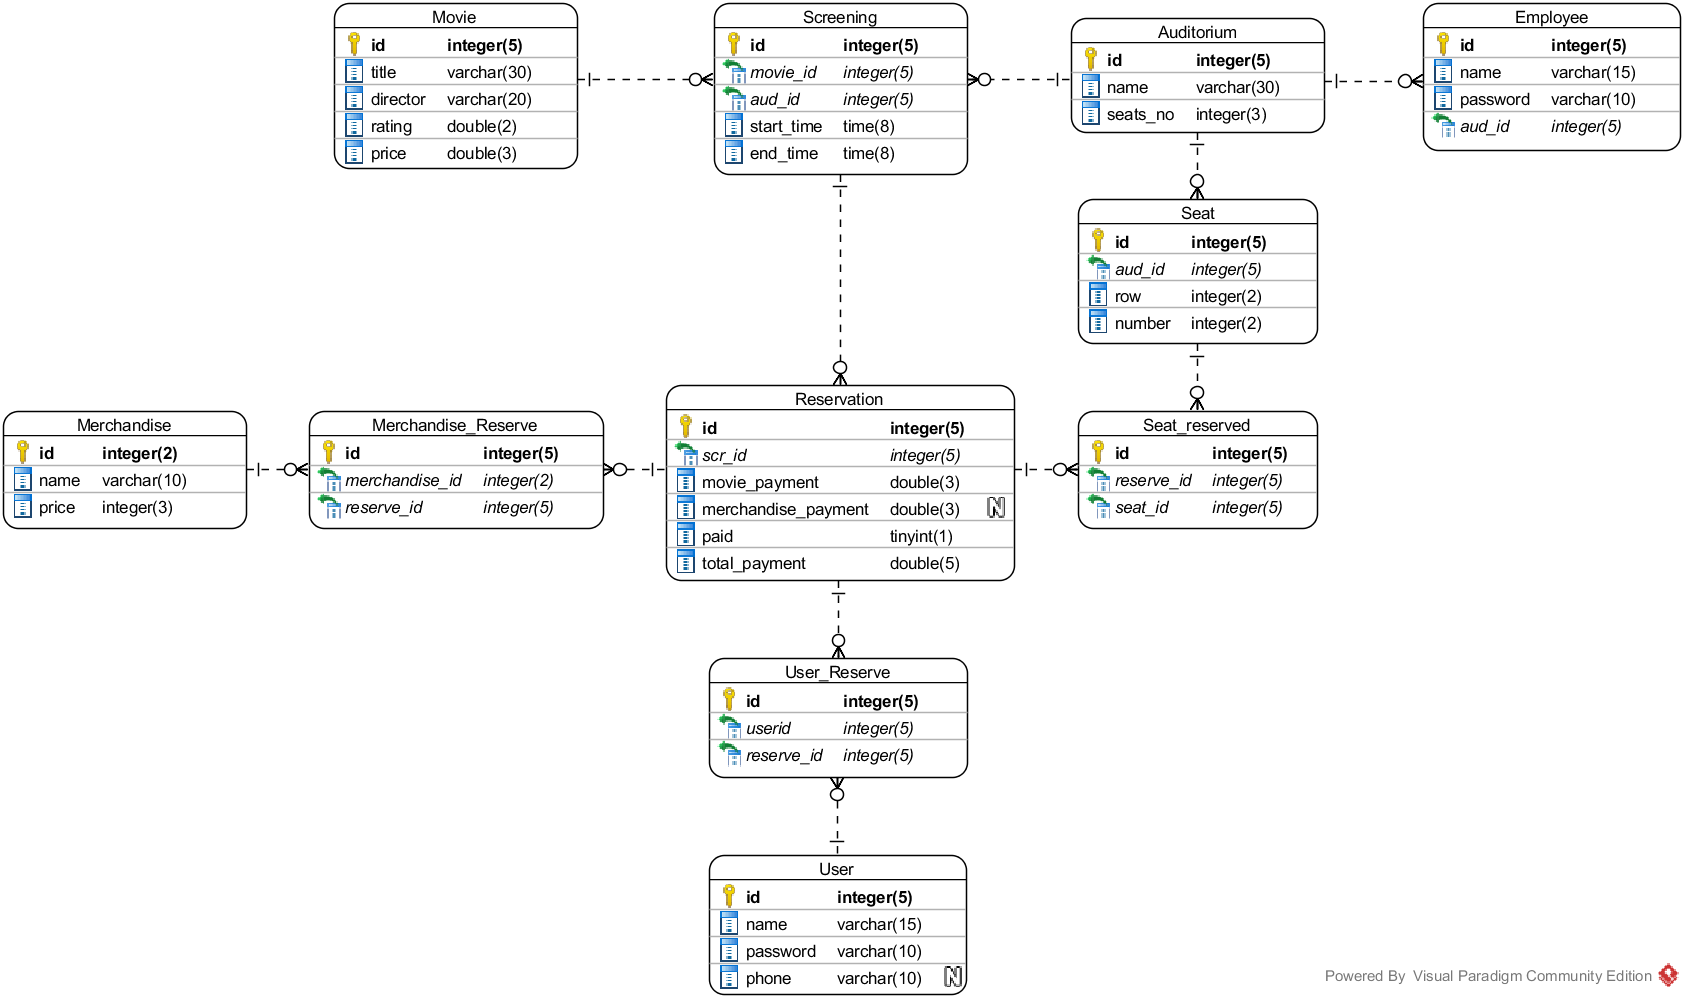 Movie
id integer(5)
title varchar(30)
director varchar(20)
rating double(2)
price double(3)
Screening
id integer(5)
movie_id integer(5)
aud_id integer(5)
start_time time(8)
end_time time(8)
Auditorium
id integer(5)
name varchar(30)
seats_no integer(3)
Employee
id integer(5)
name varchar(15)
password varchar(10)
aud_id integer(5)
Seat
id integer(5)
aud_id integer(5)
row integer(2)
number integer(2)
Merchandise
id integer(2)
name varchar(10)
price integer(3)
Merchandise_Reserve
id integer(5)
merchandise_id integer(2)
reserve_id integer(5)
Reservation
id integer(5)
scr_id integer(5)
movie_payment double(3)
merchandise_payment double(3) N
paid tinyint(1)
total_payment double(5)
Seat_reserved
id integer(5)
reserve_id integer(5)
seat_id integer(5)
User_Reserve
id integer(5)
userid integer(5)
reserve_id integer(5)
User
id integer(5)
name varchar(15)
password varchar(10)
phone varchar(10) N
Powered By Visual Paradigm Community Edition